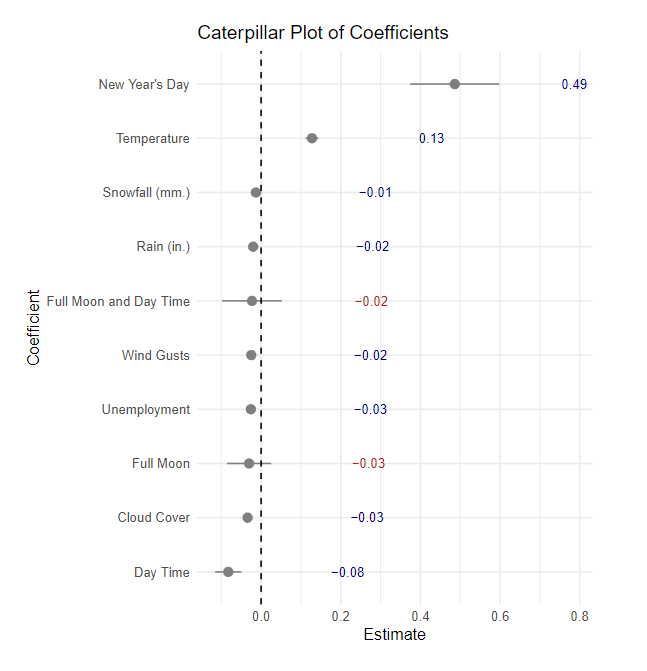 Caterpillar Plot of Coefficients
New Year's Day 0.49
Temperature 0.13
Snowfall (mm.) −0.01
Rain (in.) −0.02
Full Moon and Day Time −0.02
Wind Gusts −0.02
Unemployment −0.03
Full Moon −0.03
Cloud Cover −0.03
Day Time −0.08
Coefficient
0.0 0.2 0.4 0.6 0.8
Estimate